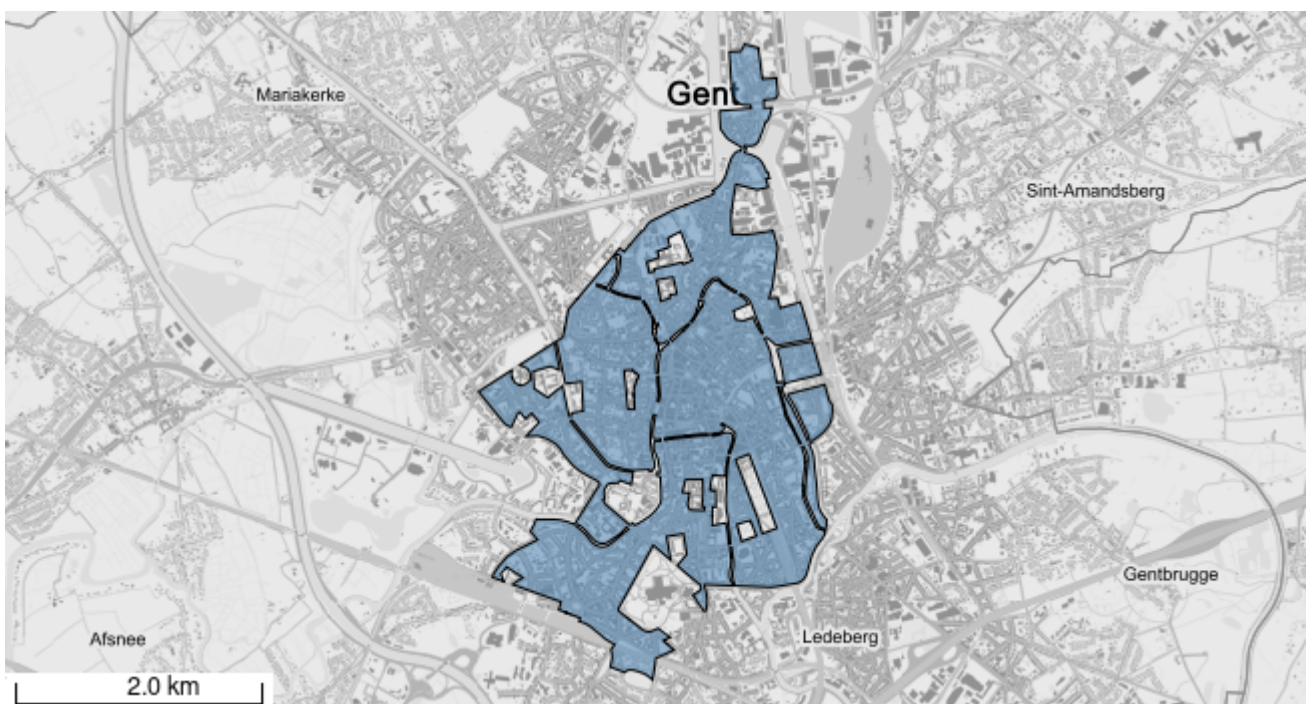 Mariakerke
Gent
Sint-Amandsberg
Gentbrugge
Afsnee
Ledeberg
2.0 km